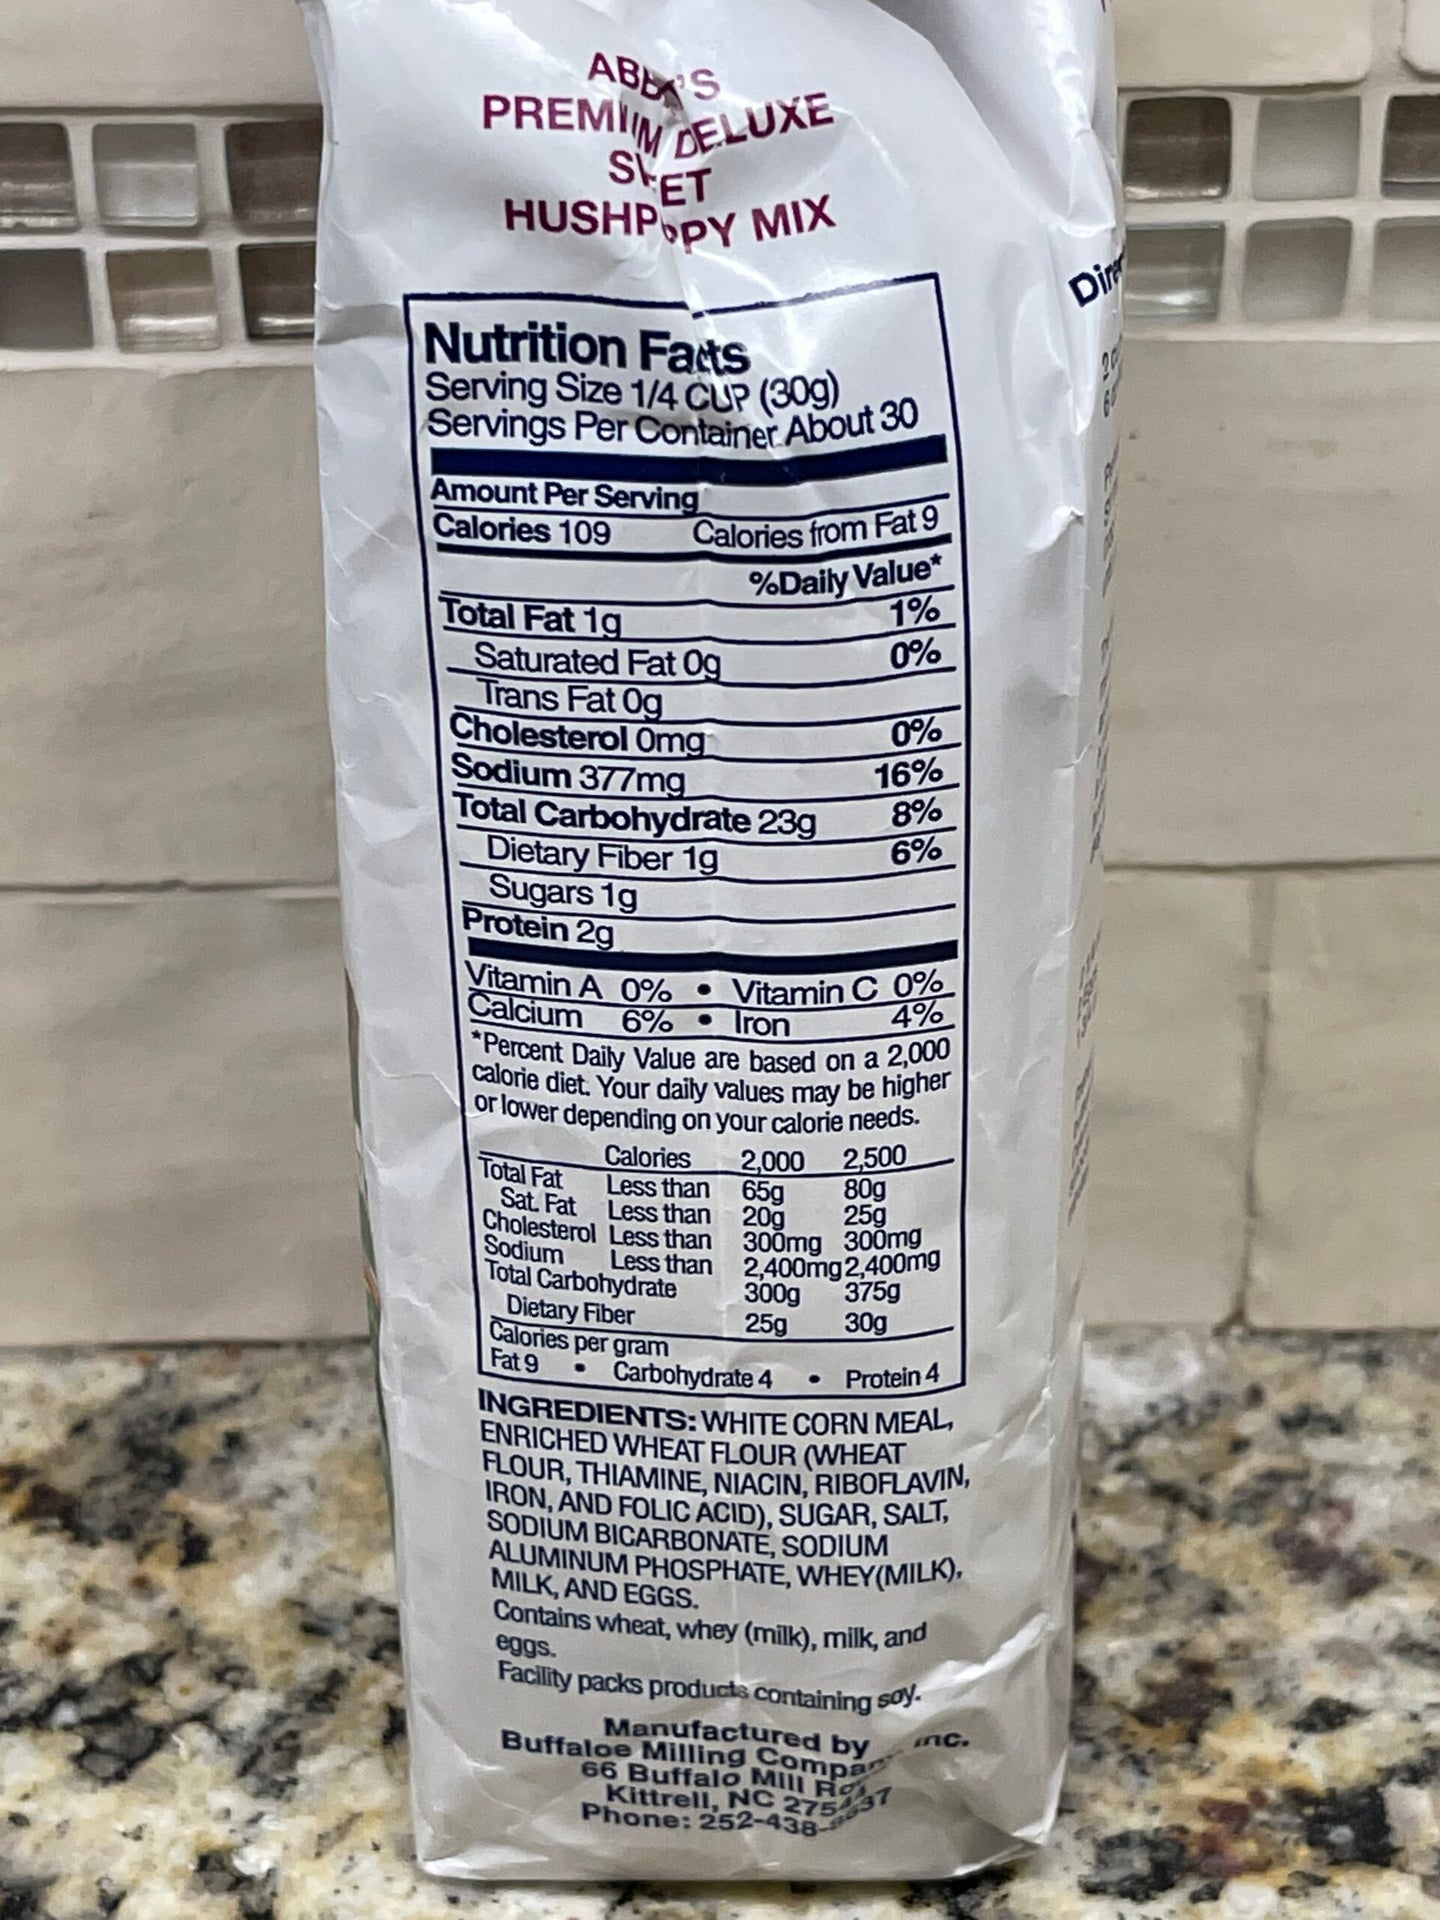 ABBA'S
PREMIUM DELUXE
SWEET
HUSHPUPPY MIX
Nutrition Facts
Serving Size 1/4 CUP (30g)
Servings Per Container About 30
Amount Per Serving
Calories 109 Calories from Fat 9
%Daily Value*
Total Fat 1g 1%
Saturated Fat 0g 0%
Trans Fat 0g
Cholesterol 0mg 0%
Sodium 377mg 16%
Total Carbohydrate 23g 8%
Dietary Fiber 1g 6%
Sugars 1g
Protein 2g
Vitamin A 0% • Vitamin C 0%
Calcium 6% • Iron 4%
*Percent Daily Value are based on a 2,000
calorie diet. Your daily values may be higher
or lower depending on your calorie needs.
Calories 2,000 2,500
Total Fat Less than 65g 80g
Sat. Fat Less than 20g 25g
Cholesterol Less than 300mg 300mg
Sodium Less than 2,400mg 2,400mg
Total Carbohydrate 300g 375g
Dietary Fiber 25g 30g
Calories per gram
Fat 9 • Carbohydrate 4 • Protein 4
INGREDIENTS: WHITE CORN MEAL,
ENRICHED WHEAT FLOUR (WHEAT
FLOUR, THIAMINE, NIACIN, RIBOFLAVIN,
IRON, AND FOLIC ACID), SUGAR, SALT,
SODIUM BICARBONATE, SODIUM
ALUMINUM PHOSPHATE, WHEY(MILK),
MILK, AND EGGS.
Contains wheat, whey (milk), milk, and
eggs.
Facility packs products containing soy.
Manufactured by
Buffaloe Milling Company inc.
66 Buffalo Mill
Kittrell, NC
Phone: